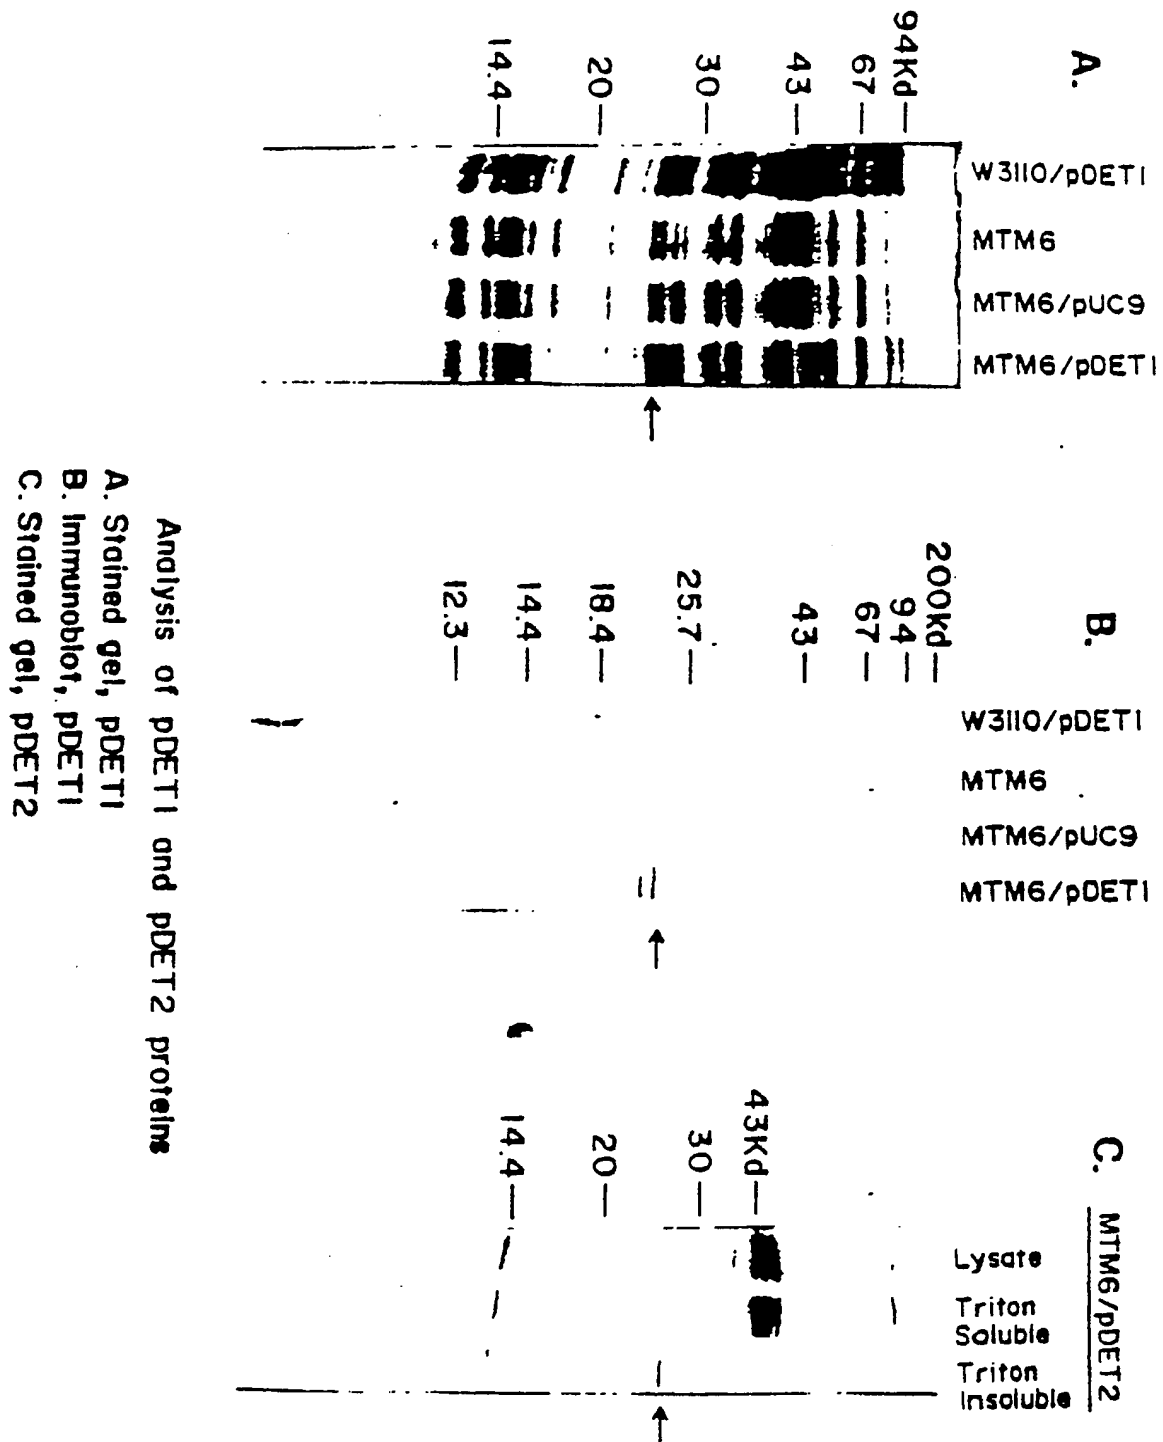 A.
94Kd
67
43
30
20
14.4
W3110/pDET1
MTM6
MTM6/pUC9
MTM6/pDET1
B.
200kd
94
67
43
25.7
18.4
14.4
12.3
W3110/pDET1
MTM6
MTM6/pUC9
MTM6/pDET1
C.
MTM6/pDET2
43Kd
30
20
14.4
Lysate
Triton Soluble
Triton Insoluble
Analysis of pDET1 and pDET2 proteins
A. Stained gel, pDET1
B. Immunoblot, pDET1
C. Stained gel, pDET2